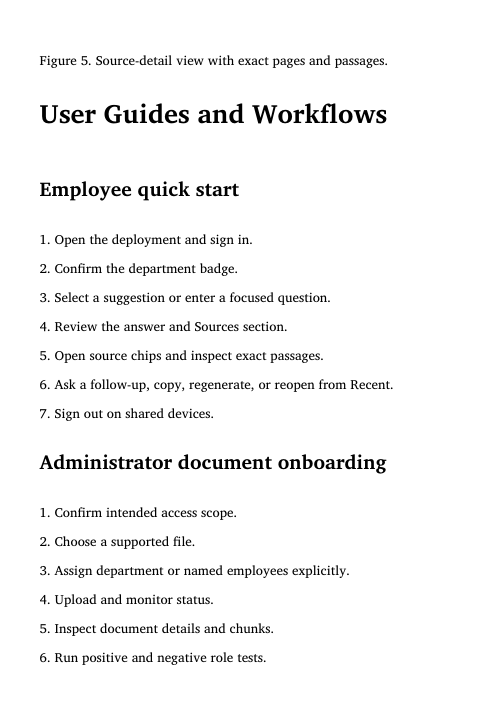 Figure 5. Source-detail view with exact pages and passages.
User Guides and Workflows
Employee quick start
1. Open the deployment and sign in.
2. Confirm the department badge.
3. Select a suggestion or enter a focused question.
4. Review the answer and Sources section.
5. Open source chips and inspect exact passages.
6. Ask a follow-up, copy, regenerate, or reopen from Recent.
7. Sign out on shared devices.
Administrator document onboarding
1. Confirm intended access scope.
2. Choose a supported file.
3. Assign department or named employees explicitly.
4. Upload and monitor status.
5. Inspect document details and chunks.
6. Run positive and negative role tests.